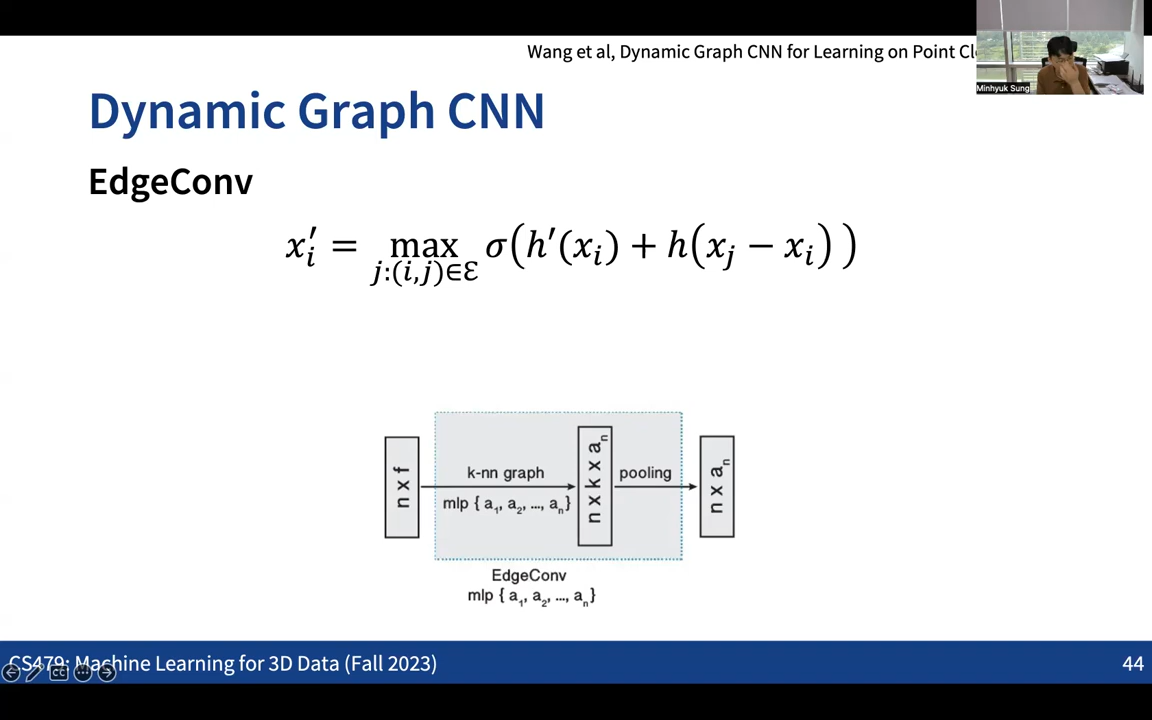 Wang et al, Dynamic Graph CNN for Learning on Point
Minhyuk Sung
Dynamic Graph CNN
EdgeConv
x′ᵢ = max σ(h′(xᵢ) + h(xⱼ − xᵢ))
j:(i,j)∈ℰ
n x f
k-nn graph
mlp { a₁, a₂, ..., aₙ}
n x k x aₙ
pooling
n x aₙ
EdgeConv
mlp { a₁, a₂, ..., aₙ}
CS479: Machine Learning for 3D Data (Fall 2023)
44